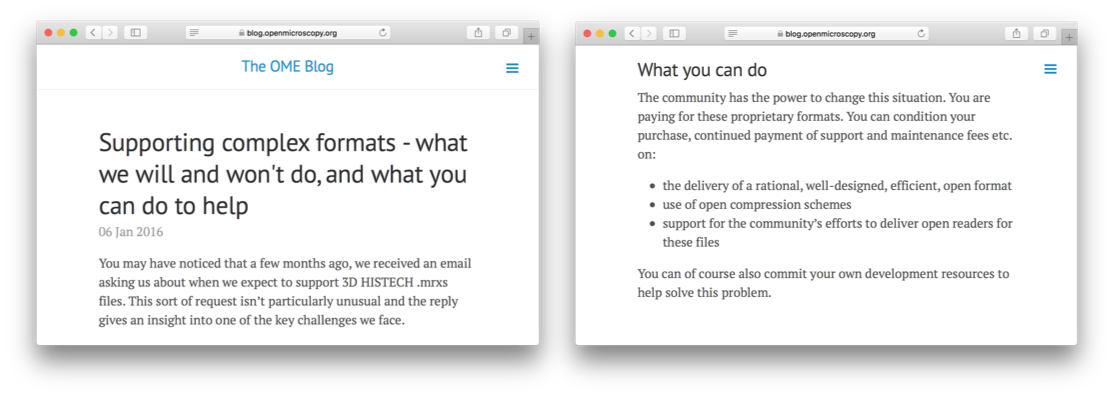 blog.openmicroscopy.org
The OME Blog
Supporting complex formats - what
we will and won't do, and what you
can do to help
06 Jan 2016
You may have noticed that a few months ago, we received an email
asking us about when we expect to support 3D HISTECH .mrxs
files. This sort of request isn’t particularly unusual and the reply
gives an insight into one of the key challenges we face.
blog.openmicroscopy.org
What you can do
The community has the power to change this situation. You are
paying for these proprietary formats. You can condition your
purchase, continued payment of support and maintenance fees etc.
on:
• the delivery of a rational, well-designed, efficient, open format
• use of open compression schemes
• support for the community’s efforts to deliver open readers for
these files
You can of course also commit your own development resources to
help solve this problem.